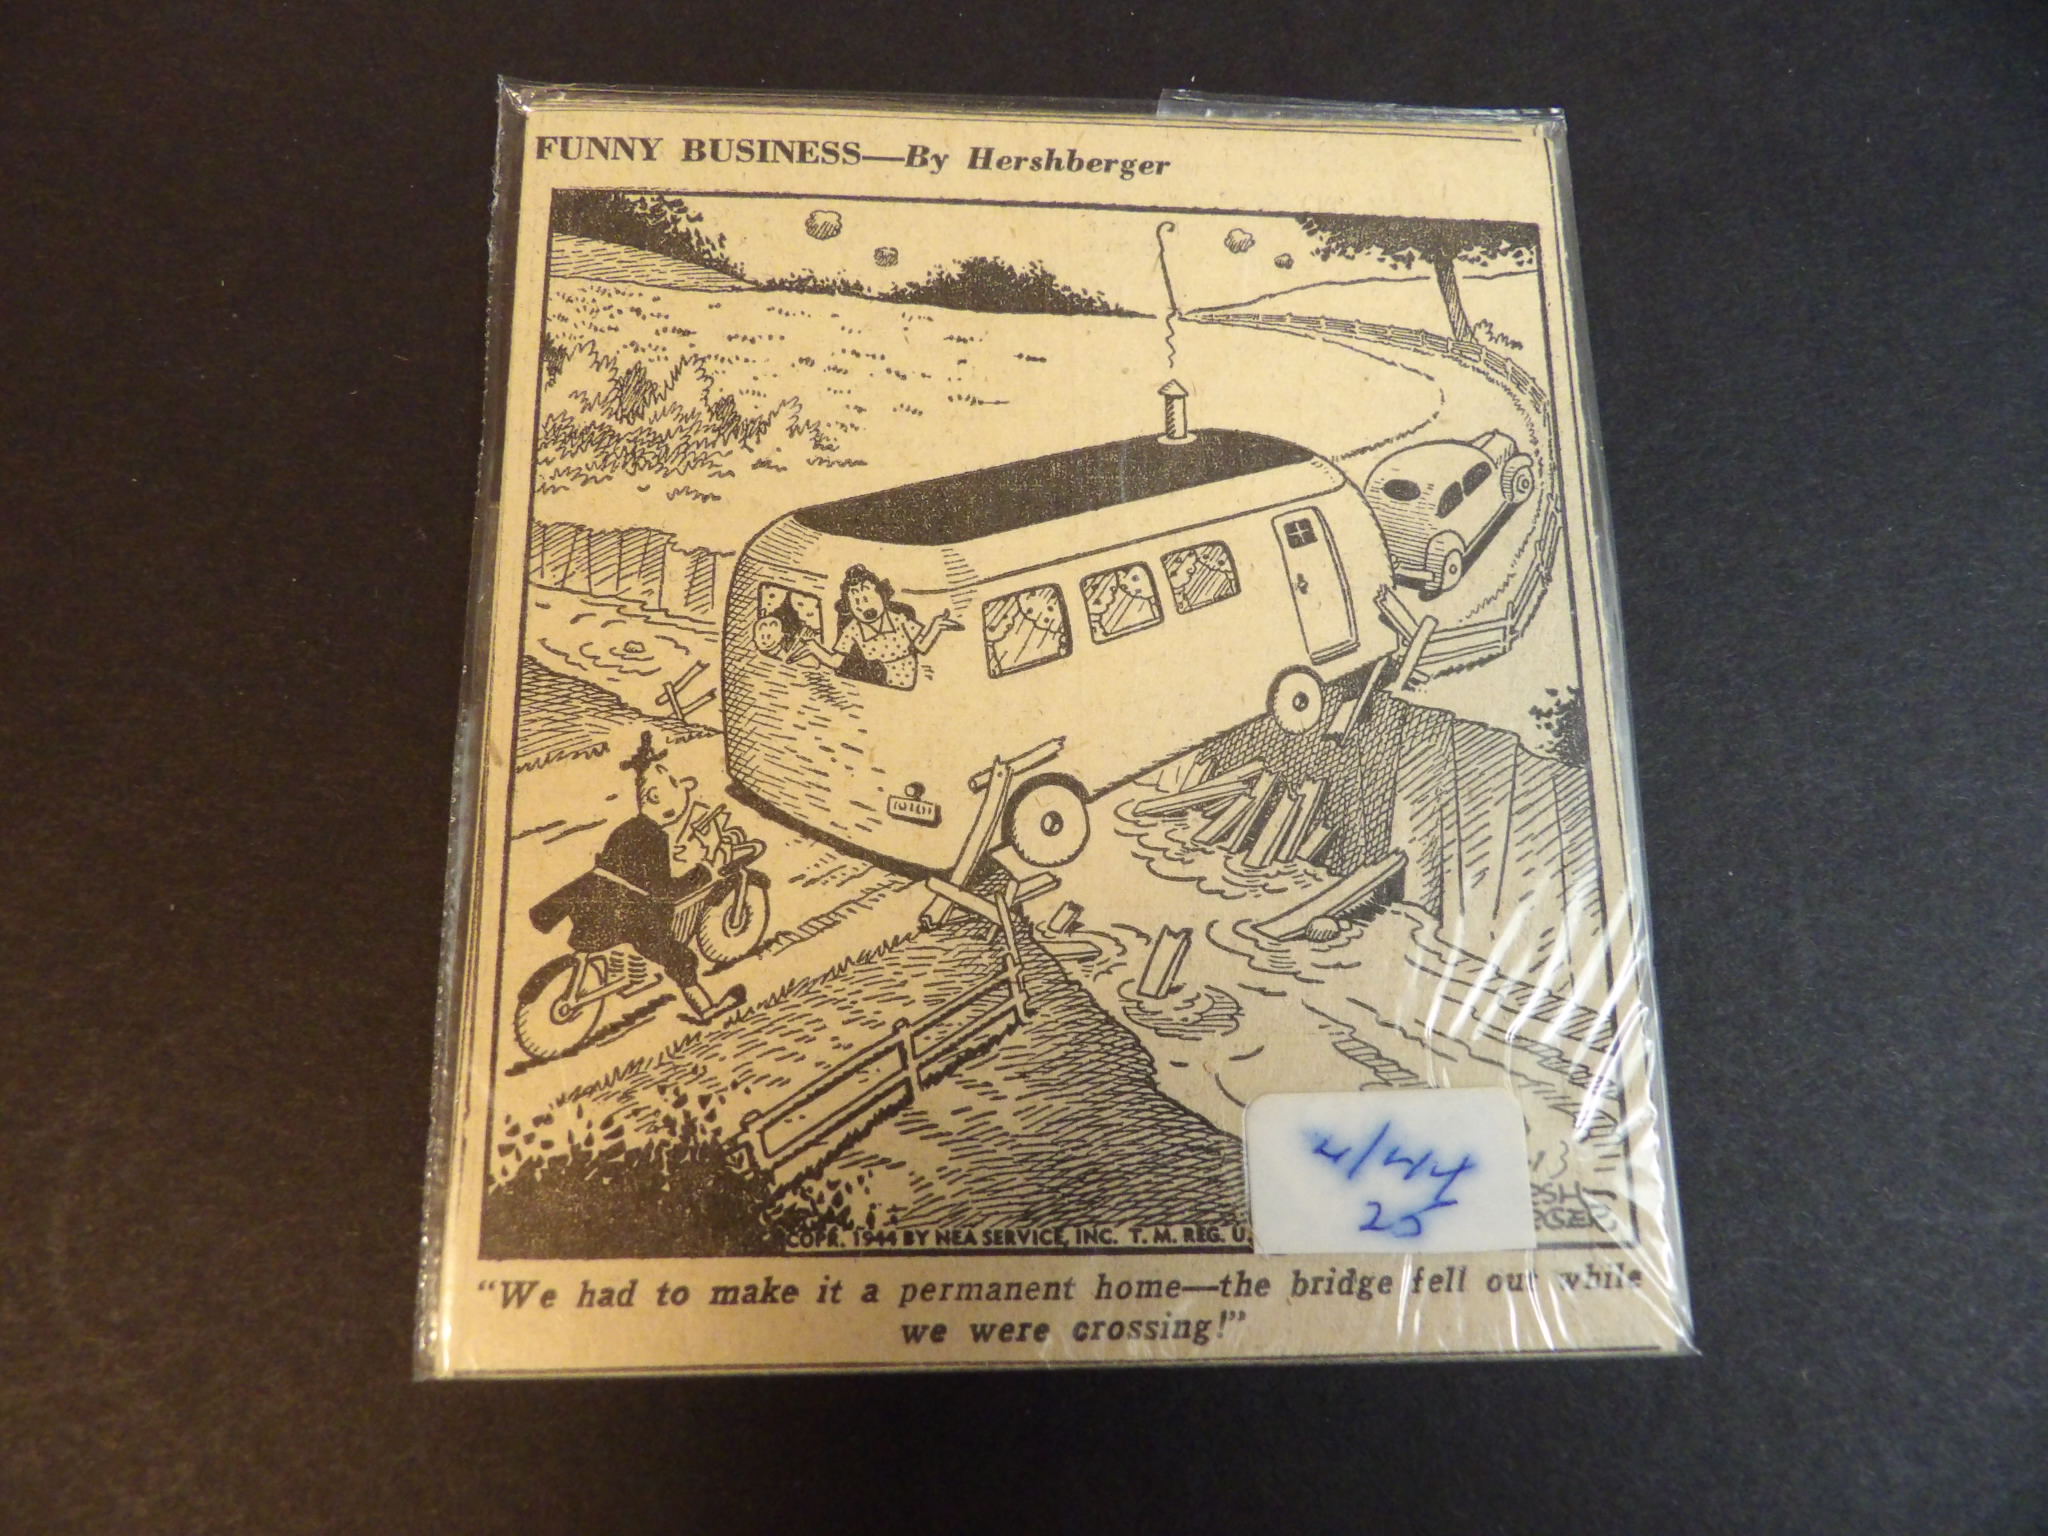 FUNNY BUSINESS—By Hershberger
4/44
25
COPR. 1944 BY NEA SERVICE, INC. T. M. REG. U.
"We had to make it a permanent home—the bridge fell out while
we were crossing!"